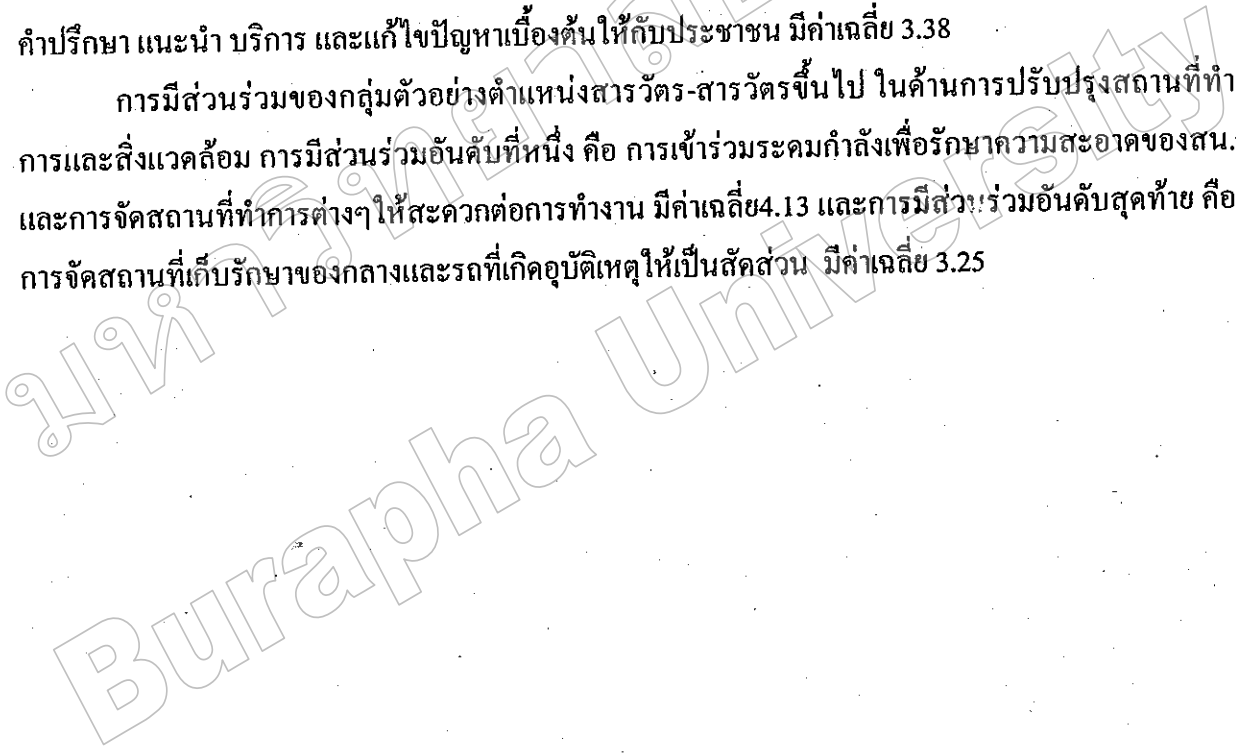 คำปรึกษา แนะนำ บริการ และแก้ไขปัญหาเบื้องต้นให้กับประชาชน มีค่าเฉลี่ย 3.38
การมีส่วนร่วมของกลุ่มตัวอย่างตำแหน่งสารวัตร-สารวัตรขึ้นไป ในด้านการปรับปรุงสถานที่ทำ
การและสิ่งแวดล้อม การมีส่วนร่วมอันดับที่หนึ่ง คือ การเข้าร่วมระดมกำลังเพื่อรักษาความสะอาดของสน.
และการจัดสถานที่ทำการต่างๆให้สะดวกต่อการทำงาน มีค่าเฉลี่ย4.13 และการมีส่วนร่วมอันดับสุดท้าย คือ
การจัดสถานที่เก็บรักษาของกลางและรถที่เกิดอุบัติเหตุให้เป็นสัดส่วน มีค่าเฉลี่ย 3.25
Burapha University